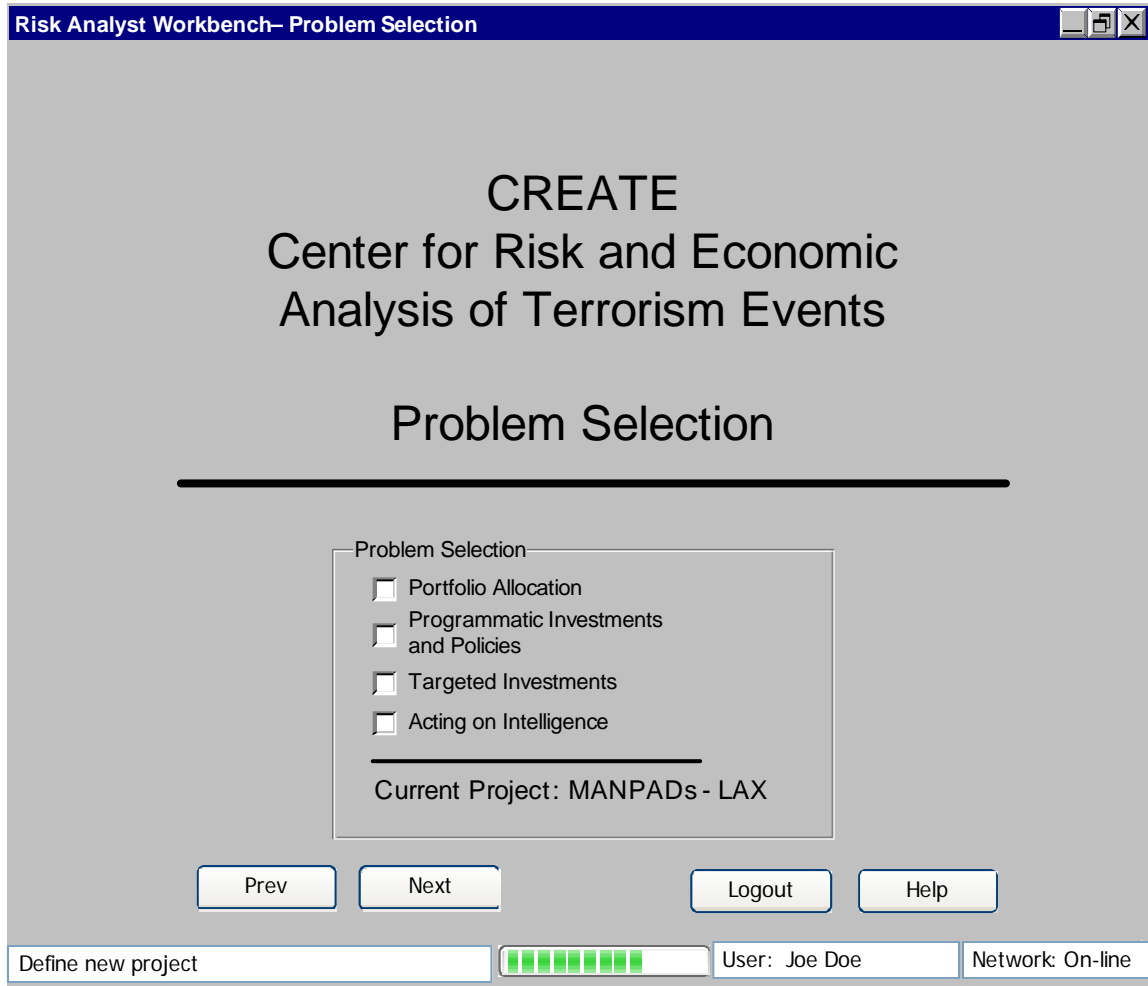 Risk Analyst Workbench– Problem Selection
CREATE
Center for Risk and Economic
Analysis of Terrorism Events
Problem Selection
Problem Selection
Portfolio Allocation
Programmatic Investments
and Policies
Targeted Investments
Acting on Intelligence
Current Project: MANPADs - LAX
Prev
Next
Logout
Help
Define new project
User: Joe Doe
Network: On-line